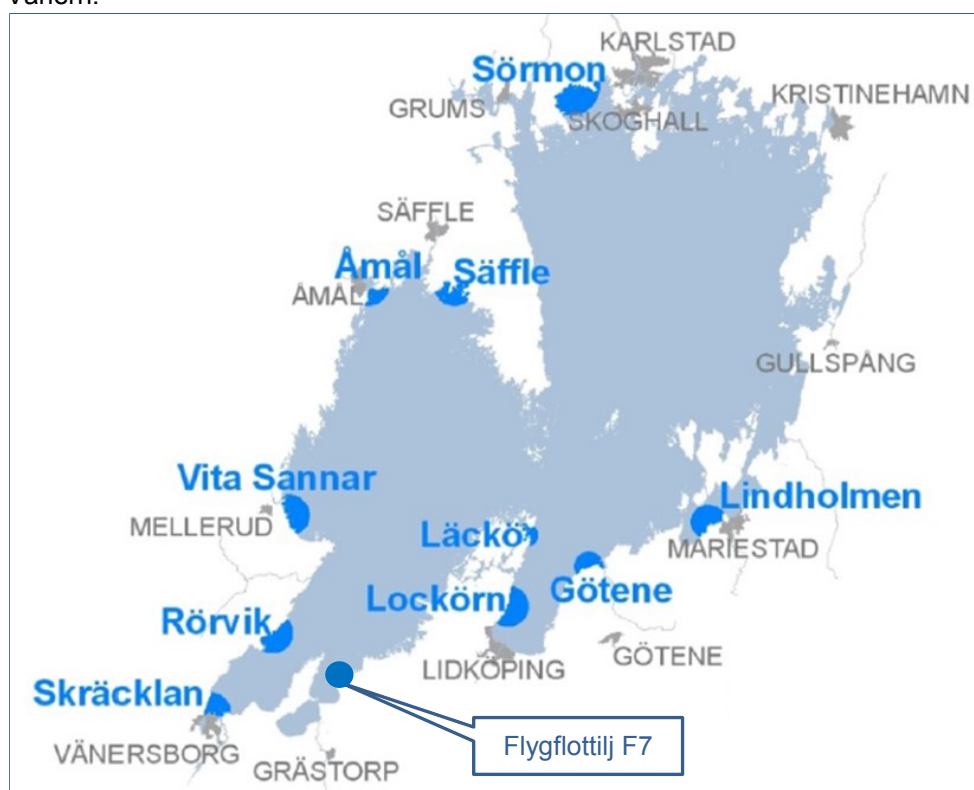 Vänern.
KARLSTAD
Sörmon
KRISTINEHAMN
GRUMS
SKOGHALL
SÄFFLE
Åmål
Säffle
ÅMÅL
GULLSPÅNG
Vita Sannar
Lindholmen
MELLERUD
Läckö
MARIESTAD
Götene
Lockörn
Rörvik
GÖTENE
LIDKÖPING
Skräcklan
Flygflottilj F7
VÄNERSBORG
GRÄSTORP